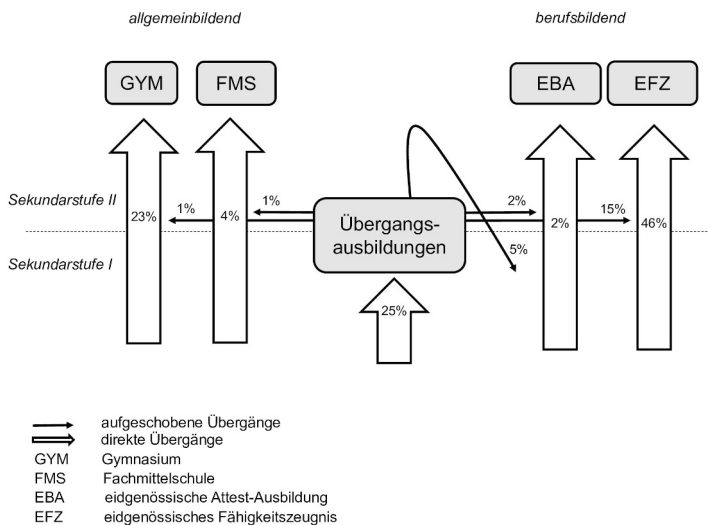 allgemeinbildend
berufsbildend
GYM
FMS
EBA
EFZ
Sekundarstufe II
23%
1%
4%
1%
Übergangs-
ausbildungen
2%
2%
15%
46%
5%
Sekundarstufe I
25%
aufgeschobene Übergänge
direkte Übergänge
GYM Gymnasium
FMS Fachmittelschule
EBA eidgenössische Attest-Ausbildung
EFZ eidgenössisches Fähigkeitszeugnis